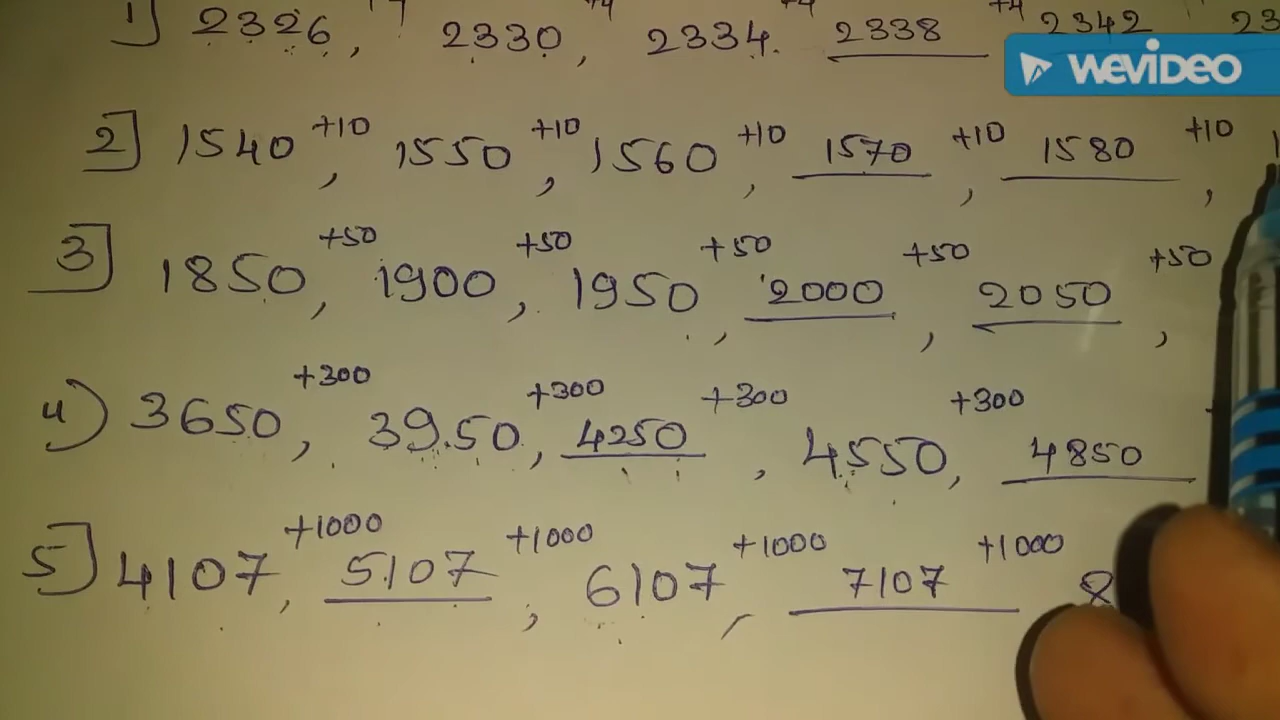 1] 2326, 2330, 2334. +4 2338 +4 2342
WEVIDEO
2] 1540 +10, 1550 +10, 1560 +10, 1570 +10, 1580 +10,
3] 1850 +50, 1900 +50, 1950 +50, 2000 +50, 2050 +50,
4) 3650 +300, 3950 +300, 4250 +300, 4550 +300, 4850
5] 4107 +1000, 5107 +1000, 6107 +1000, 7107 +1000 8